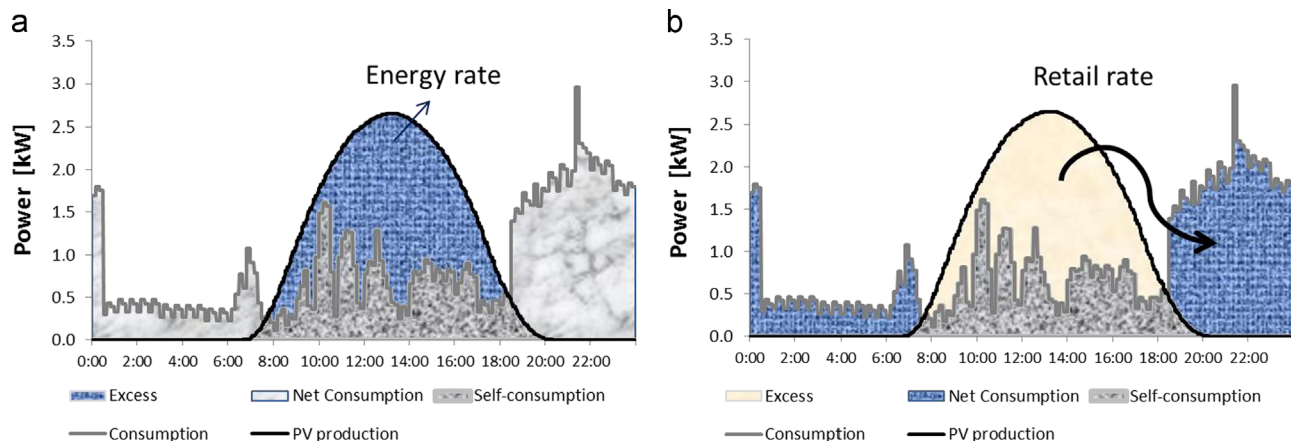 a
3.5
3.0
2.5
2.0
1.5
1.0
0.5
0.0
Power [kW]
Energy rate
0:00 2:00 4:00 6:00 8:00 10:00 12:00 14:00 16:00 18:00 20:00 22:00
Excess Net Consumption Self-consumption
Consumption PV production
b
3.5
3.0
2.5
2.0
1.5
1.0
0.5
0.0
Power [kW]
Retail rate
0:00 2:00 4:00 6:00 8:00 10:00 12:00 14:00 16:00 18:00 20:00 22:00
Excess Net Consumption Self-consumption
Consumption PV production